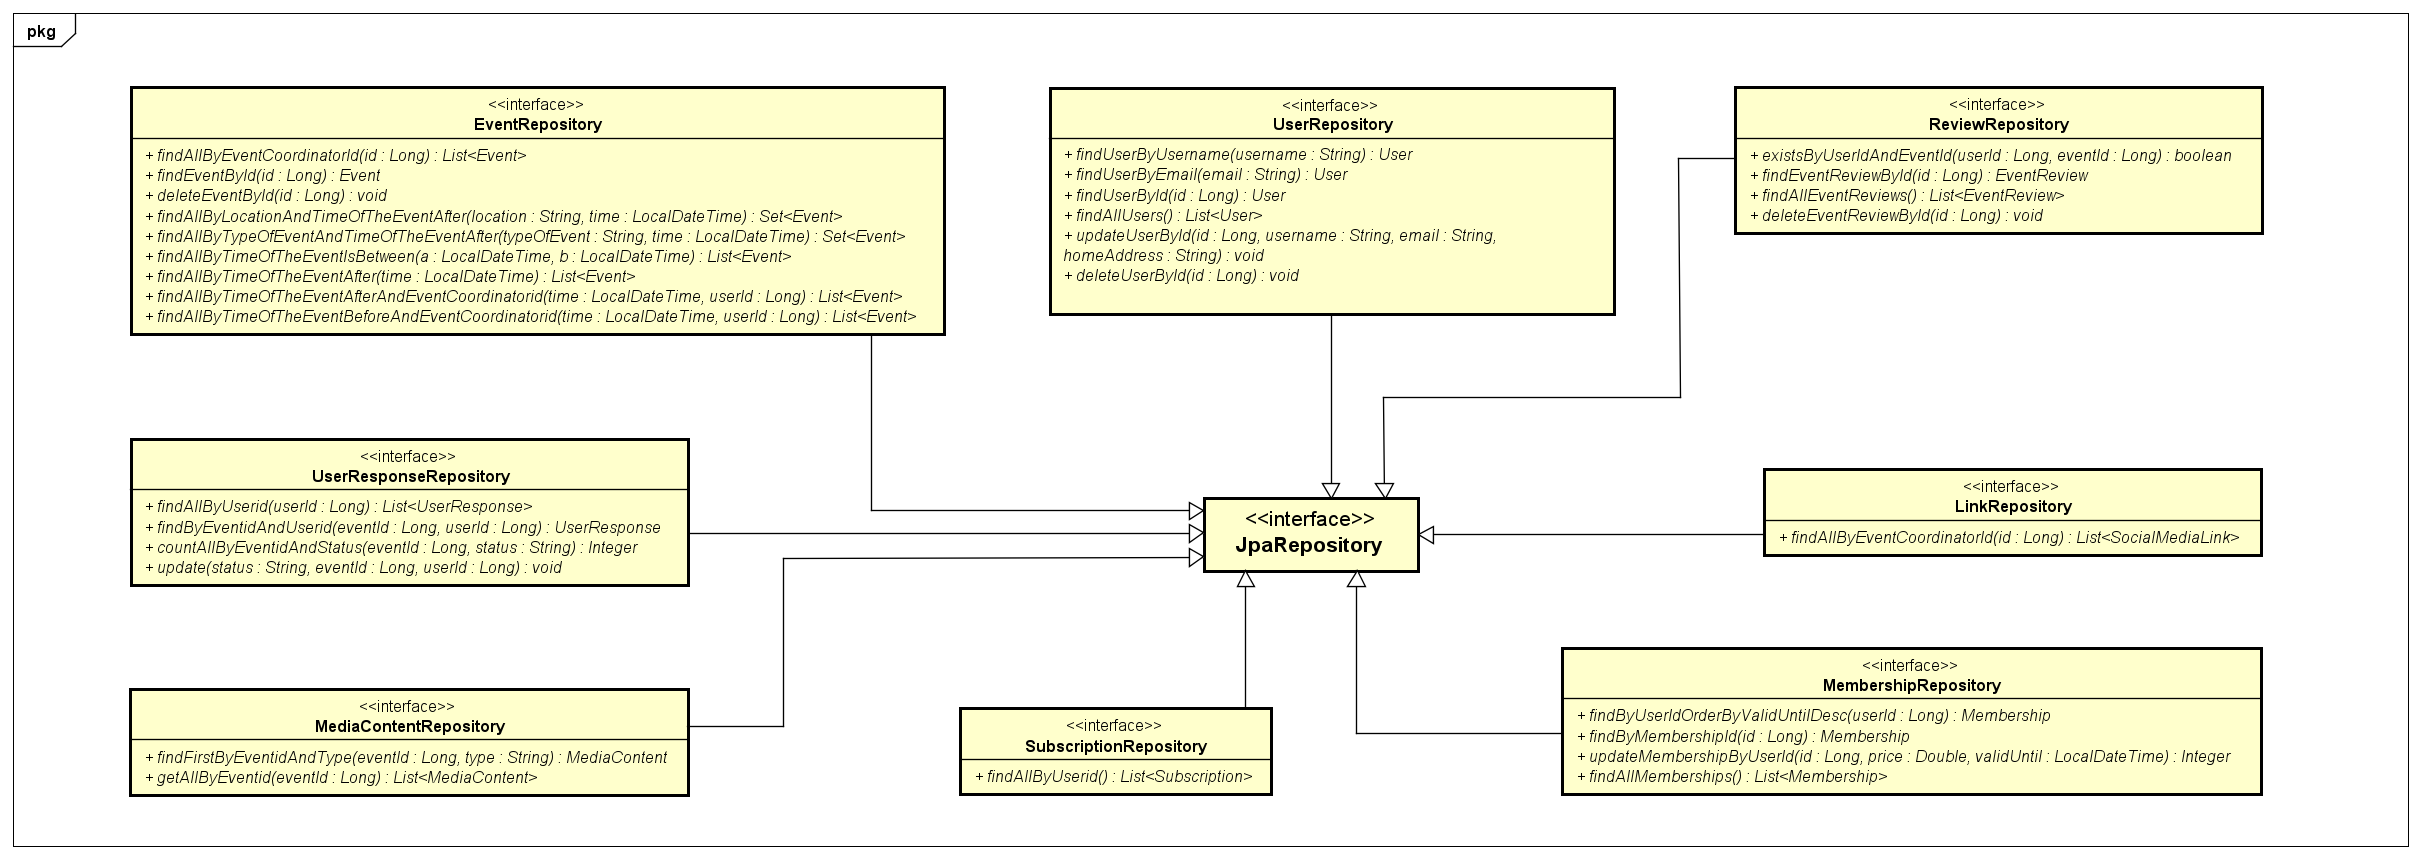 pkg
<<interface>>
EventRepository
+ findAllByEventCoordinatorId(id : Long) : List<Event>
+ findEventById(id : Long) : Event
+ deleteEventById(id : Long) : void
+ findAllByLocationAndTimeOfTheEventAfter(location : String, time : LocalDateTime) : Set<Event>
+ findAllByTypeOfEventAndTimeOfTheEventAfter(typeOfEvent : String, time : LocalDateTime) : Set<Event>
+ findAllByTimeOfTheEventIsBetween(a : LocalDateTime, b : LocalDateTime) : List<Event>
+ findAllByTimeOfTheEventAfter(time : LocalDateTime) : List<Event>
+ findAllByTimeOfTheEventAfterAndEventCoordinatorid(time : LocalDateTime, userId : Long) : List<Event>
+ findAllByTimeOfTheEventBeforeAndEventCoordinatorid(time : LocalDateTime, userId : Long) : List<Event>
<<interface>>
UserRepository
+ findUserByUsername(username : String) : User
+ findUserByEmail(email : String) : User
+ findUserById(id : Long) : User
+ findAllUsers() : List<User>
+ updateUserById(id : Long, username : String, email : String,
homeAddress : String) : void
+ deleteUserById(id : Long) : void
<<interface>>
ReviewRepository
+ existsByUserIdAndEventId(userId : Long, eventId : Long) : boolean
+ findEventReviewById(id : Long) : EventReview
+ findAllEventReviews() : List<EventReview>
+ deleteEventReviewById(id : Long) : void
<<interface>>
UserResponseRepository
+ findAllByUserid(userId : Long) : List<UserResponse>
+ findByEventidAndUserid(eventId : Long, userId : Long) : UserResponse
+ countAllByEventidAndStatus(eventId : Long, status : String) : Integer
+ update(status : String, eventId : Long, userId : Long) : void
<<interface>>
JpaRepository
<<interface>>
LinkRepository
+ findAllByEventCoordinatorId(id : Long) : List<SocialMediaLink>
<<interface>>
MediaContentRepository
+ findFirstByEventidAndType(eventId : Long, type : String) : MediaContent
+ getAllByEventid(eventId : Long) : List<MediaContent>
<<interface>>
SubscriptionRepository
+ findAllByUserid() : List<Subscription>
<<interface>>
MembershipRepository
+ findByUserIdOrderByValidUntilDesc(userId : Long) : Membership
+ findByMembershipId(id : Long) : Membership
+ updateMembershipByUserId(id : Long, price : Double, validUntil : LocalDateTime) : Integer
+ findAllMemberships() : List<Membership>